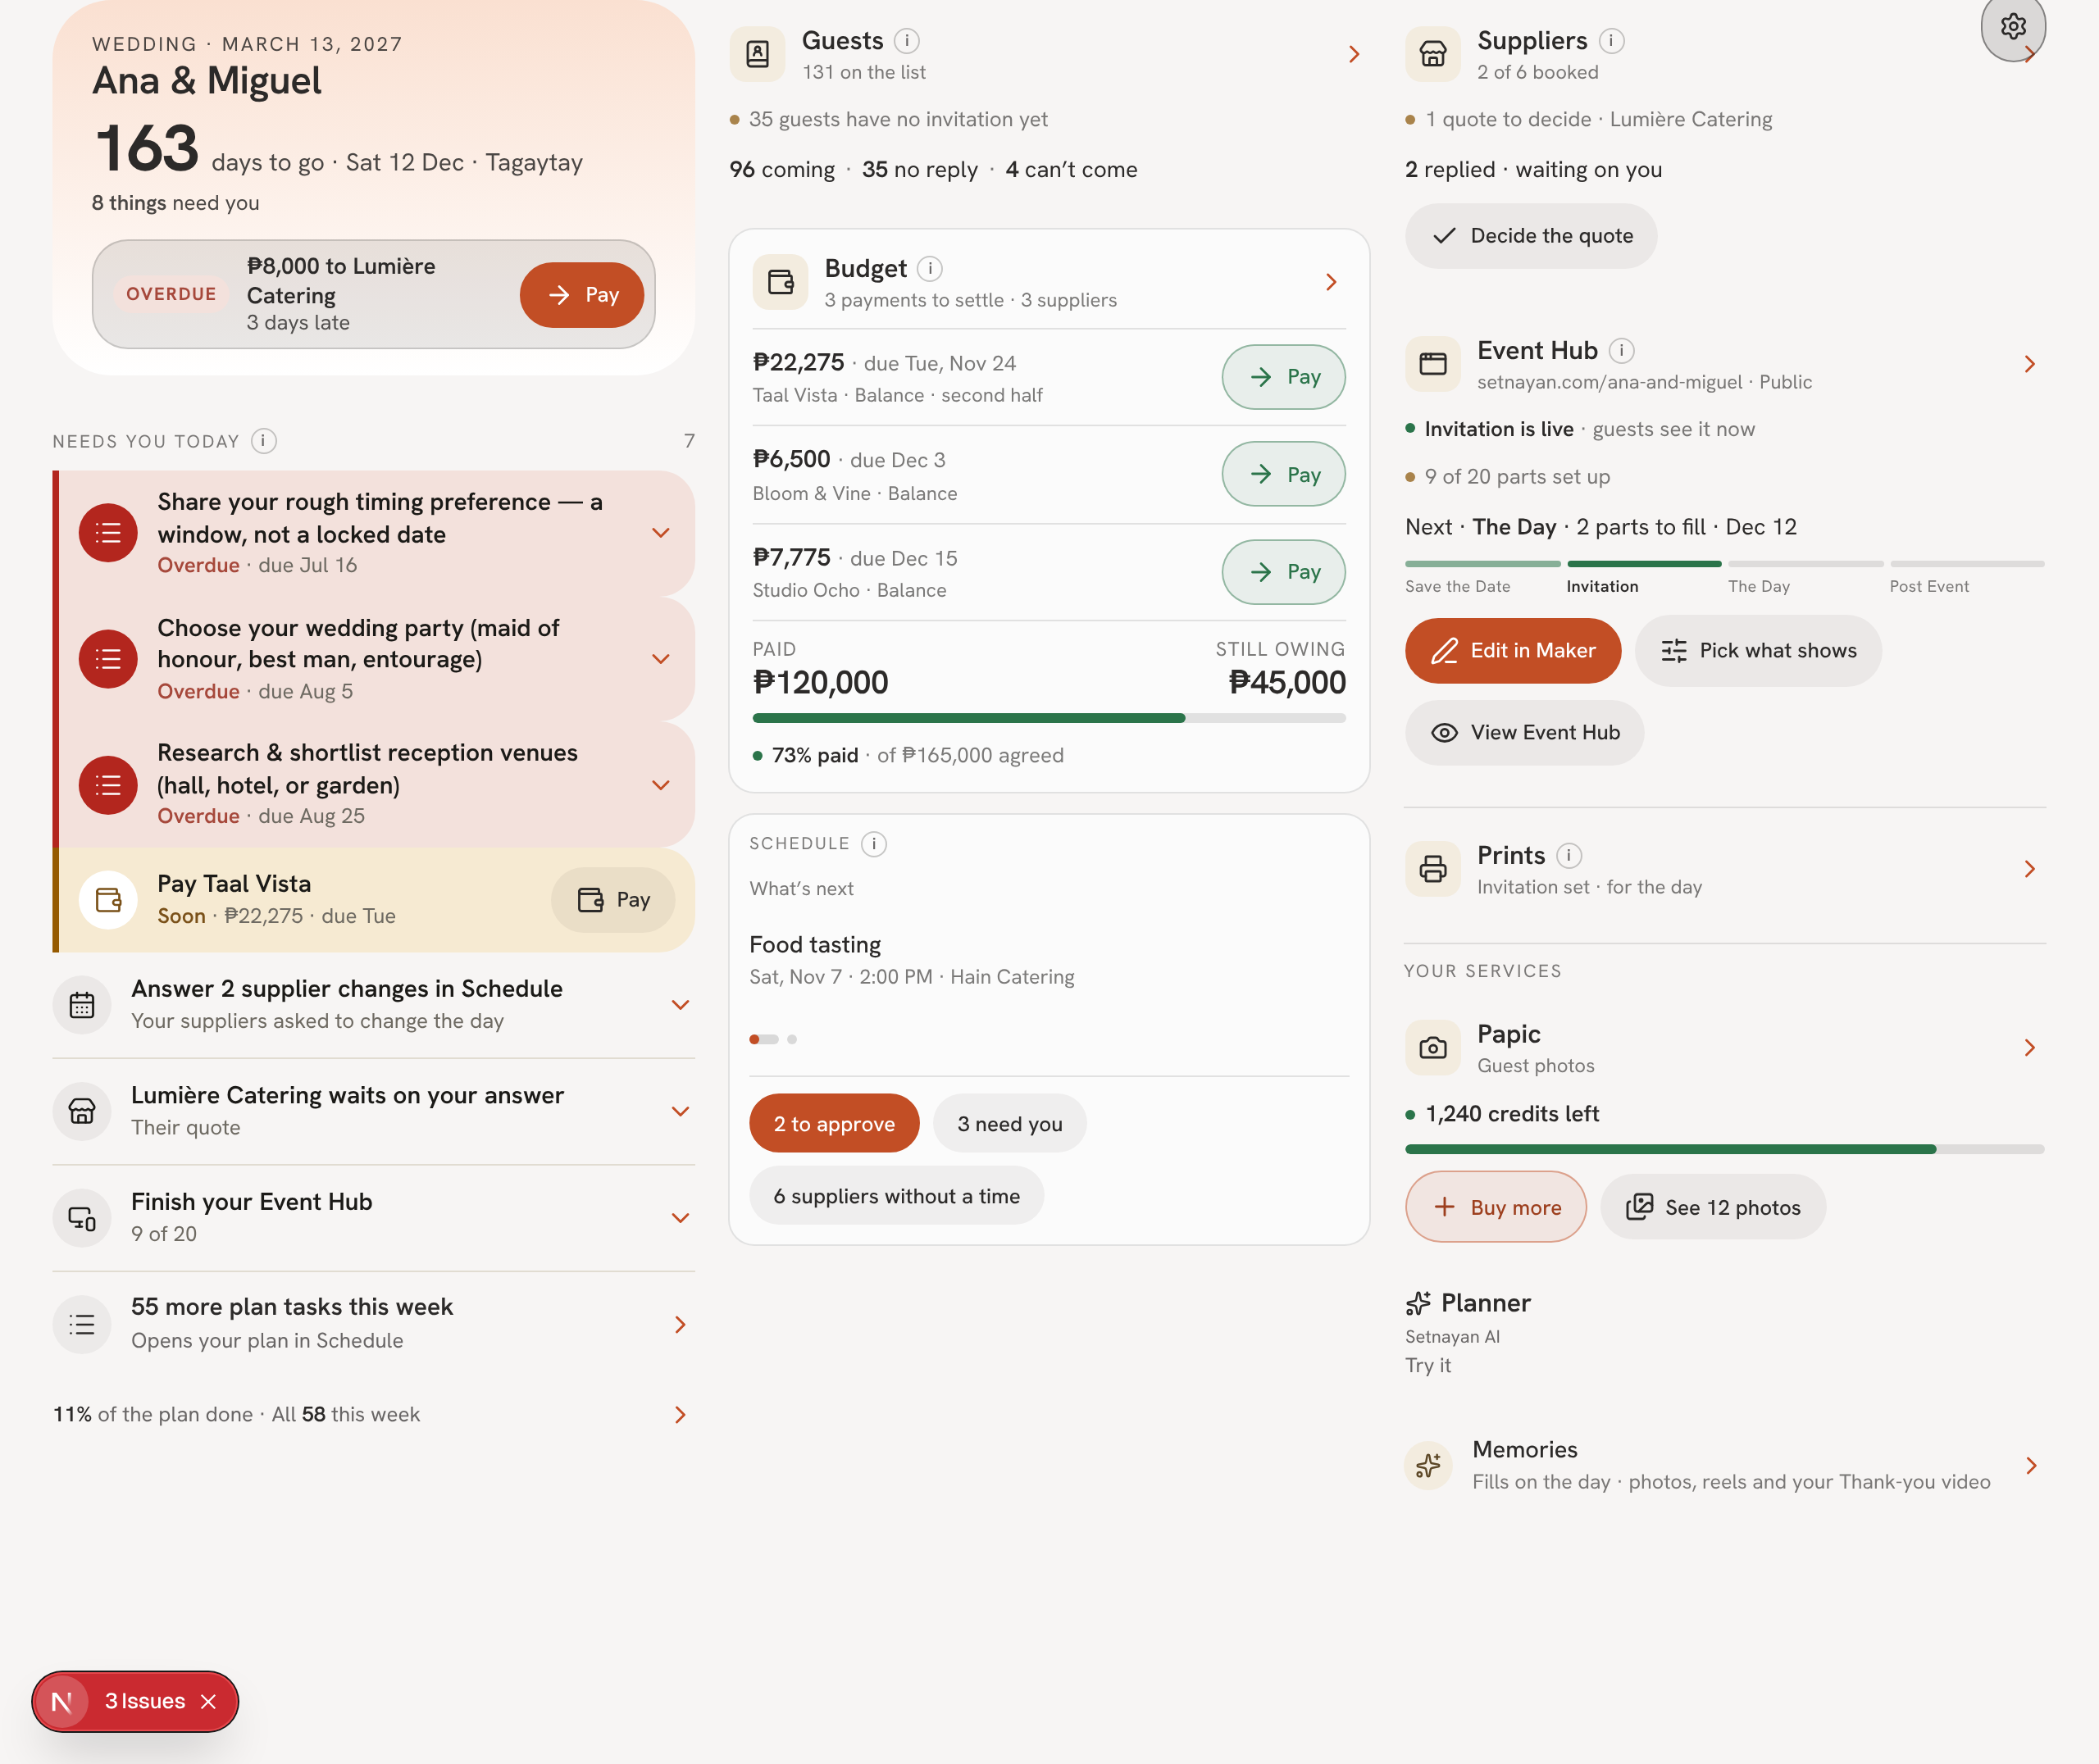 WEDDING · MARCH 13, 2027
Ana & Miguel
163 days to go · Sat 12 Dec · Tagaytay
8 things need you
OVERDUE
₱8,000 to Lumière
Catering
3 days late
Pay
NEEDS YOU TODAY
7
Share your rough timing preference — a
window, not a locked date
Overdue · due Jul 16
Choose your wedding party (maid of
honour, best man, entourage)
Overdue · due Aug 5
Research & shortlist reception venues
(hall, hotel, or garden)
Overdue · due Aug 25
Pay Taal Vista
Soon · ₱22,275 · due Tue
Pay
Answer 2 supplier changes in Schedule
Your suppliers asked to change the day
Lumière Catering waits on your answer
Their quote
Finish your Event Hub
9 of 20
55 more plan tasks this week
Opens your plan in Schedule
11% of the plan done · All 58 this week
3 Issues
Guests
131 on the list
35 guests have no invitation yet
96 coming · 35 no reply · 4 can’t come
Budget
3 payments to settle · 3 suppliers
₱22,275 · due Tue, Nov 24
Taal Vista · Balance · second half
Pay
₱6,500 · due Dec 3
Bloom & Vine · Balance
Pay
₱7,775 · due Dec 15
Studio Ocho · Balance
Pay
PAID
STILL OWING
₱120,000
₱45,000
73% paid · of ₱165,000 agreed
SCHEDULE
What’s next
Food tasting
Sat, Nov 7 · 2:00 PM · Hain Catering
2 to approve
3 need you
6 suppliers without a time
Suppliers
2 of 6 booked
1 quote to decide · Lumière Catering
2 replied · waiting on you
Decide the quote
Event Hub
setnayan.com/ana-and-miguel · Public
Invitation is live · guests see it now
9 of 20 parts set up
Next · The Day · 2 parts to fill · Dec 12
Save the Date
Invitation
The Day
Post Event
Edit in Maker
Pick what shows
View Event Hub
Prints
Invitation set · for the day
YOUR SERVICES
Papic
Guest photos
1,240 credits left
Buy more
See 12 photos
Planner
Setnayan AI
Try it
Memories
Fills on the day · photos, reels and your Thank-you video